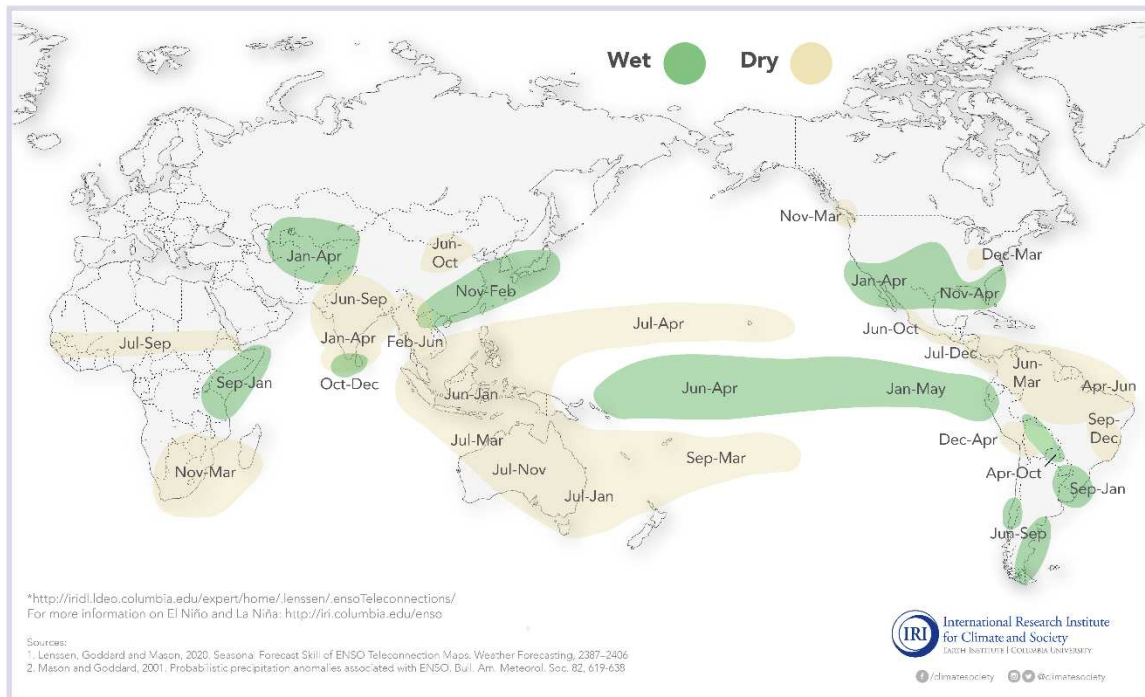 Wet
Dry
Nov-Mar
Dec-Mar
Jun-
Oct
Jan-Apr
Jan-Apr
Nov-Feb
Nov-Apr
Jun-Sep
Jul-Apr
Jun-Oct
Jan-Apr
Feb-Jun
Jul-Sep
Jul-Dec
Jun-
Mar
Oct-Dec
Sep-Jan
Jun-Jan
Jun-Apr
Jan-May
Apr-Jun
Sep-
Dec
Jul-Mar
Dec-Apr
Nov-Mar
Jul-Nov
Sep-Mar
Apr-Oct
Jul-Jan
Sep-Jan
Jun-Sep
*http://iridl.ldeo.columbia.edu/expert/home/.lenssen/.ensoTeleconnections/
For more information on El Niño and La Niña: http://iri.columbia.edu/enso
Sources:
1. Lenssen, Goddard and Mason, 2020. Seasonal Forecast Skill of ENSO Teleconnection Maps. Weather Forecasting, 2387–2406
2. Mason and Goddard, 2001. Probabilistic precipitation anomalies associated with ENSO. Bull. Am. Meteorol. Soc. 82, 619-638
IRI
International Research Institute
for Climate and Society
EARTH INSTITUTE | COLUMBIA UNIVERSITY
/climatesociety
@climatesociety